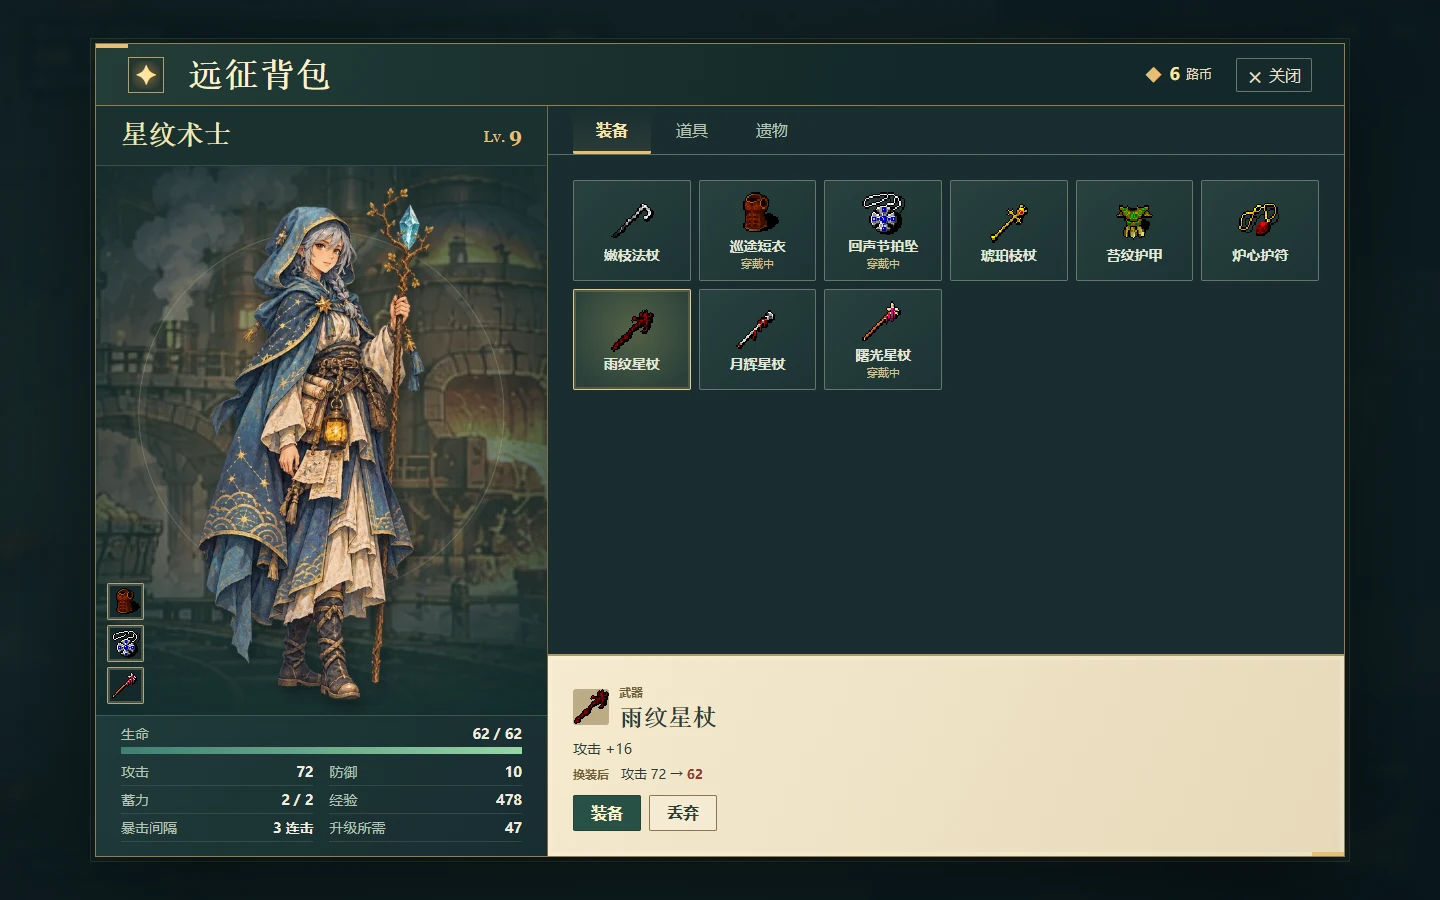 远征背包
6 路币
× 关闭
星纹术士
Lv. 9
装备
道具
遗物
嫩枝法杖
巡途短衣
穿戴中
回声节拍坠
穿戴中
琥珀枝杖
苔纹护甲
炉心护符
雨纹星杖
月辉星杖
曙光星杖
穿戴中
生命
62 / 62
攻击
72
防御
10
蓄力
2 / 2
经验
478
暴击间隔
3 连击
升级所需
47
武器
雨纹星杖
攻击 +16
换装后 攻击 72 → 62
装备
丢弃